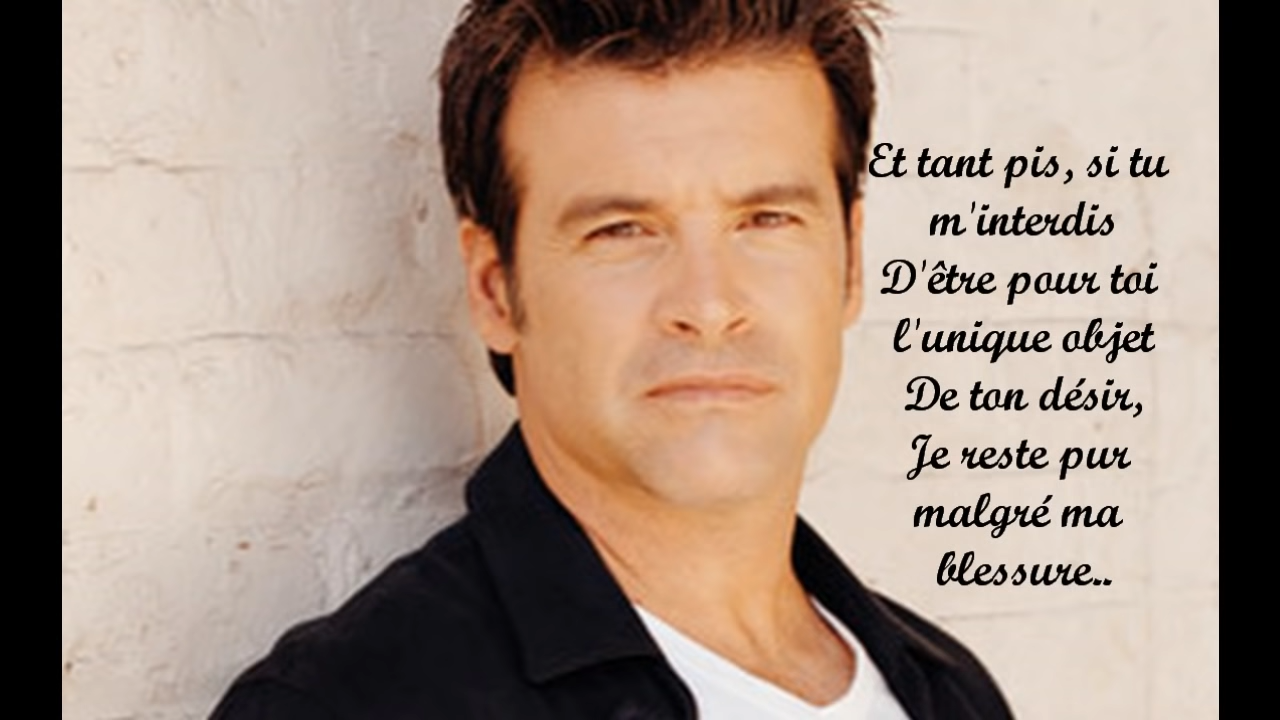 Et tant pis, si tu
m'interdis
D'être pour toi
l'unique objet
De ton désir,
Je reste pur
malgré ma
blessure..